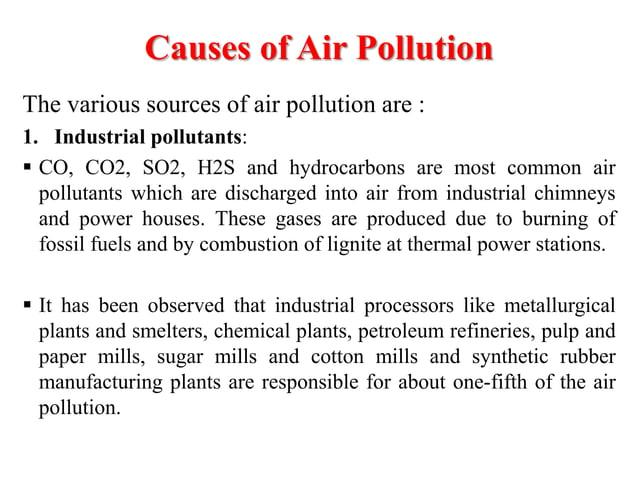 Causes of Air Pollution
The various sources of air pollution are :
1. Industrial pollutants:
▪ CO, CO2, SO2, H2S and hydrocarbons are most common air
pollutants which are discharged into air from industrial chimneys
and power houses. These gases are produced due to burning of
fossil fuels and by combustion of lignite at thermal power stations.
▪ It has been observed that industrial processors like metallurgical
plants and smelters, chemical plants, petroleum refineries, pulp and
paper mills, sugar mills and cotton mills and synthetic rubber
manufacturing plants are responsible for about one-fifth of the air
pollution.